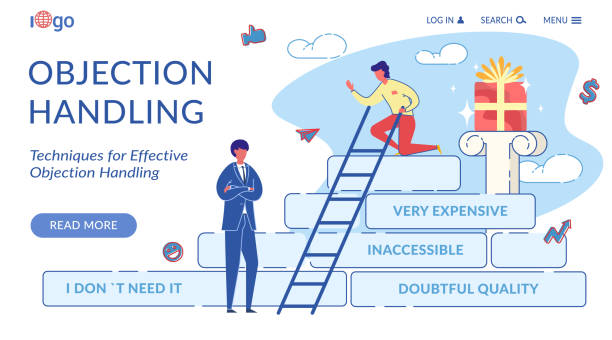 logo
LOG IN
SEARCH
MENU
OBJECTION
HANDLING
Techniques for Effective
Objection Handling
READ MORE
VERY EXPENSIVE
INACCESSIBLE
I DON`T NEED IT
DOUBTFUL QUALITY
$